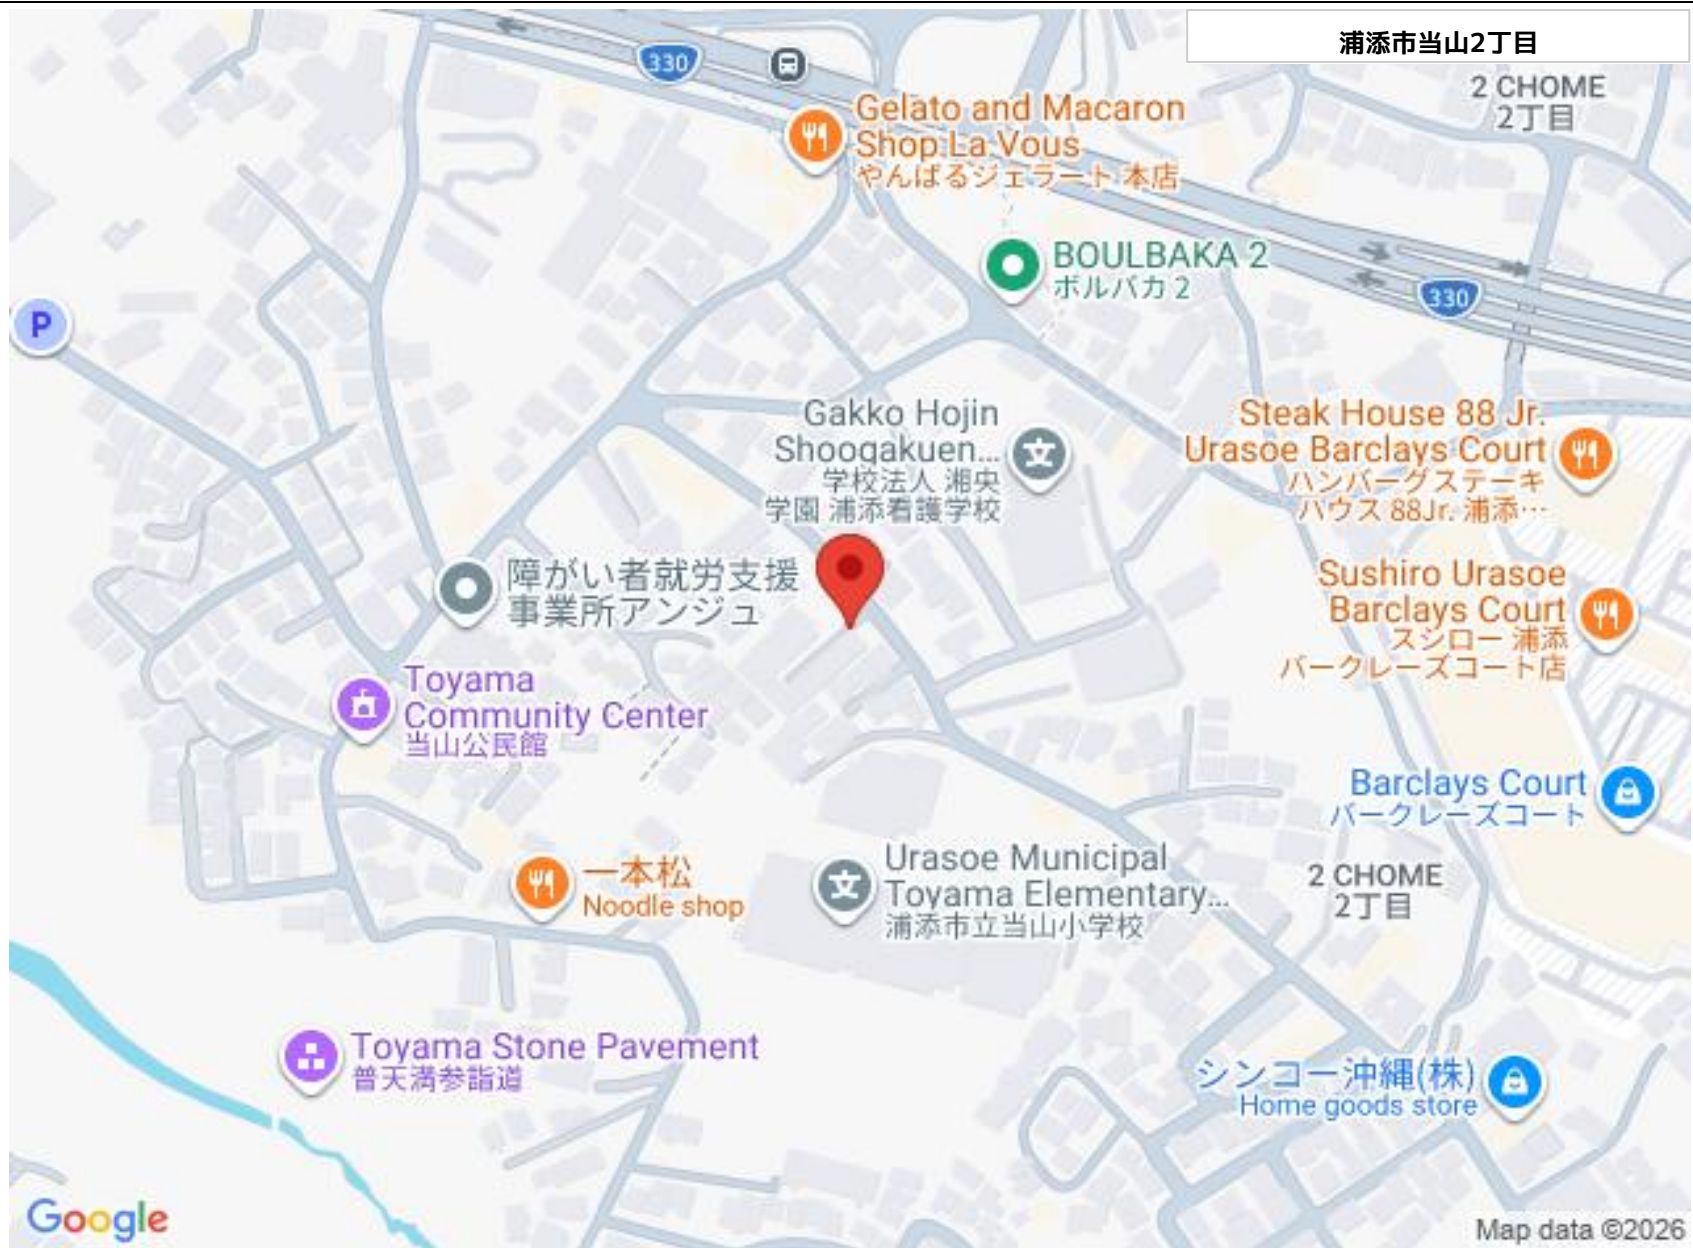 浦添市当山2丁目
330
2 CHOME
2丁目
Gelato and Macaron
Shop La Vous
やんばるジェラート 本店
BOULBAKA 2
ボルバカ 2
330
P
Gakko Hojin
Shoogakuen...
学校法人 湘央
学園 浦添看護学校
Steak House 88 Jr.
Urasoe Barclays Court
ハンバーグステーキ
ハウス 88Jr. 浦添…
障がい者就労支援
事業所アンジュ
Sushiro Urasoe
Barclays Court
スシロー 浦添
バークレーズコート店
Toyama
Community Center
当山公民館
Barclays Court
バークレーズコート
一本松
Noodle shop
Urasoe Municipal
Toyama Elementary...
浦添市立当山小学校
2 CHOME
2丁目
Toyama Stone Pavement
普天満参詣道
シンコー沖縄(株)
Home goods store
Google
Map data ©2026